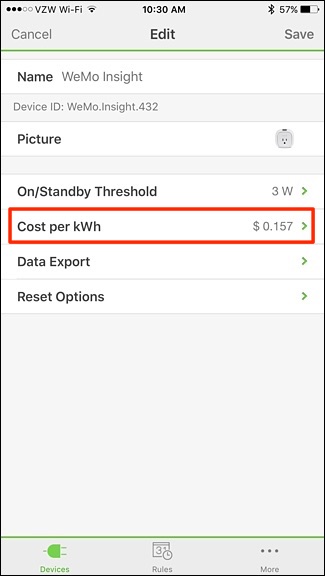 VZW Wi-Fi 10:30 AM 57%
Cancel Edit Save
Name WeMo Insight
Device ID: WeMo.Insight.432
Picture
On/Standby Threshold 3 W
Cost per kWh $ 0.157
Data Export
Reset Options
Devices Rules More